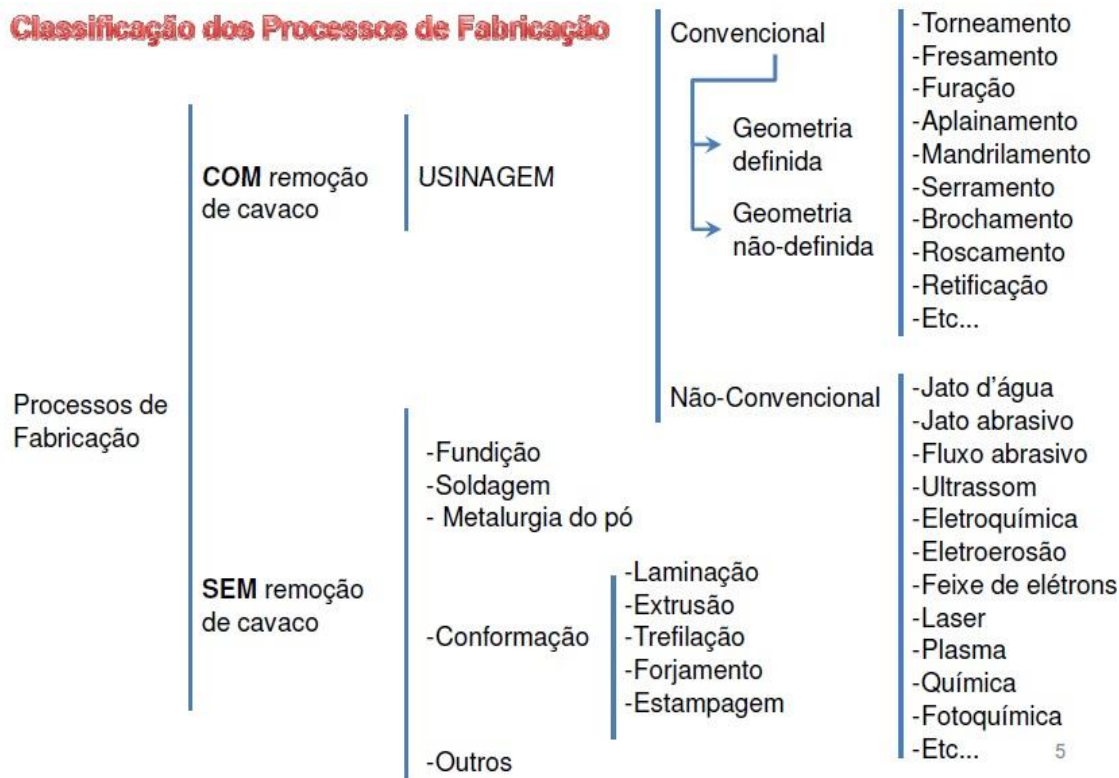 Classificação dos Processos de Fabricação
Processos de
Fabricação
COM remoção
de cavaco
USINAGEM
Convencional
Geometria
definida
Geometria
não-definida
-Torneamento
-Fresamento
-Furação
-Aplainamento
-Mandrilamento
-Serramento
-Brochamento
-Roscamento
-Retificação
-Etc...
Não-Convencional
-Jato d’água
-Jato abrasivo
-Fluxo abrasivo
-Ultrassom
-Eletroquímica
-Eletroerosão
-Feixe de elétrons
-Laser
-Plasma
-Química
-Fotoquímica
-Etc...
SEM remoção
de cavaco
-Fundição
-Soldagem
- Metalurgia do pó
-Conformação
-Laminação
-Extrusão
-Trefilação
-Forjamento
-Estampagem
-Outros
5